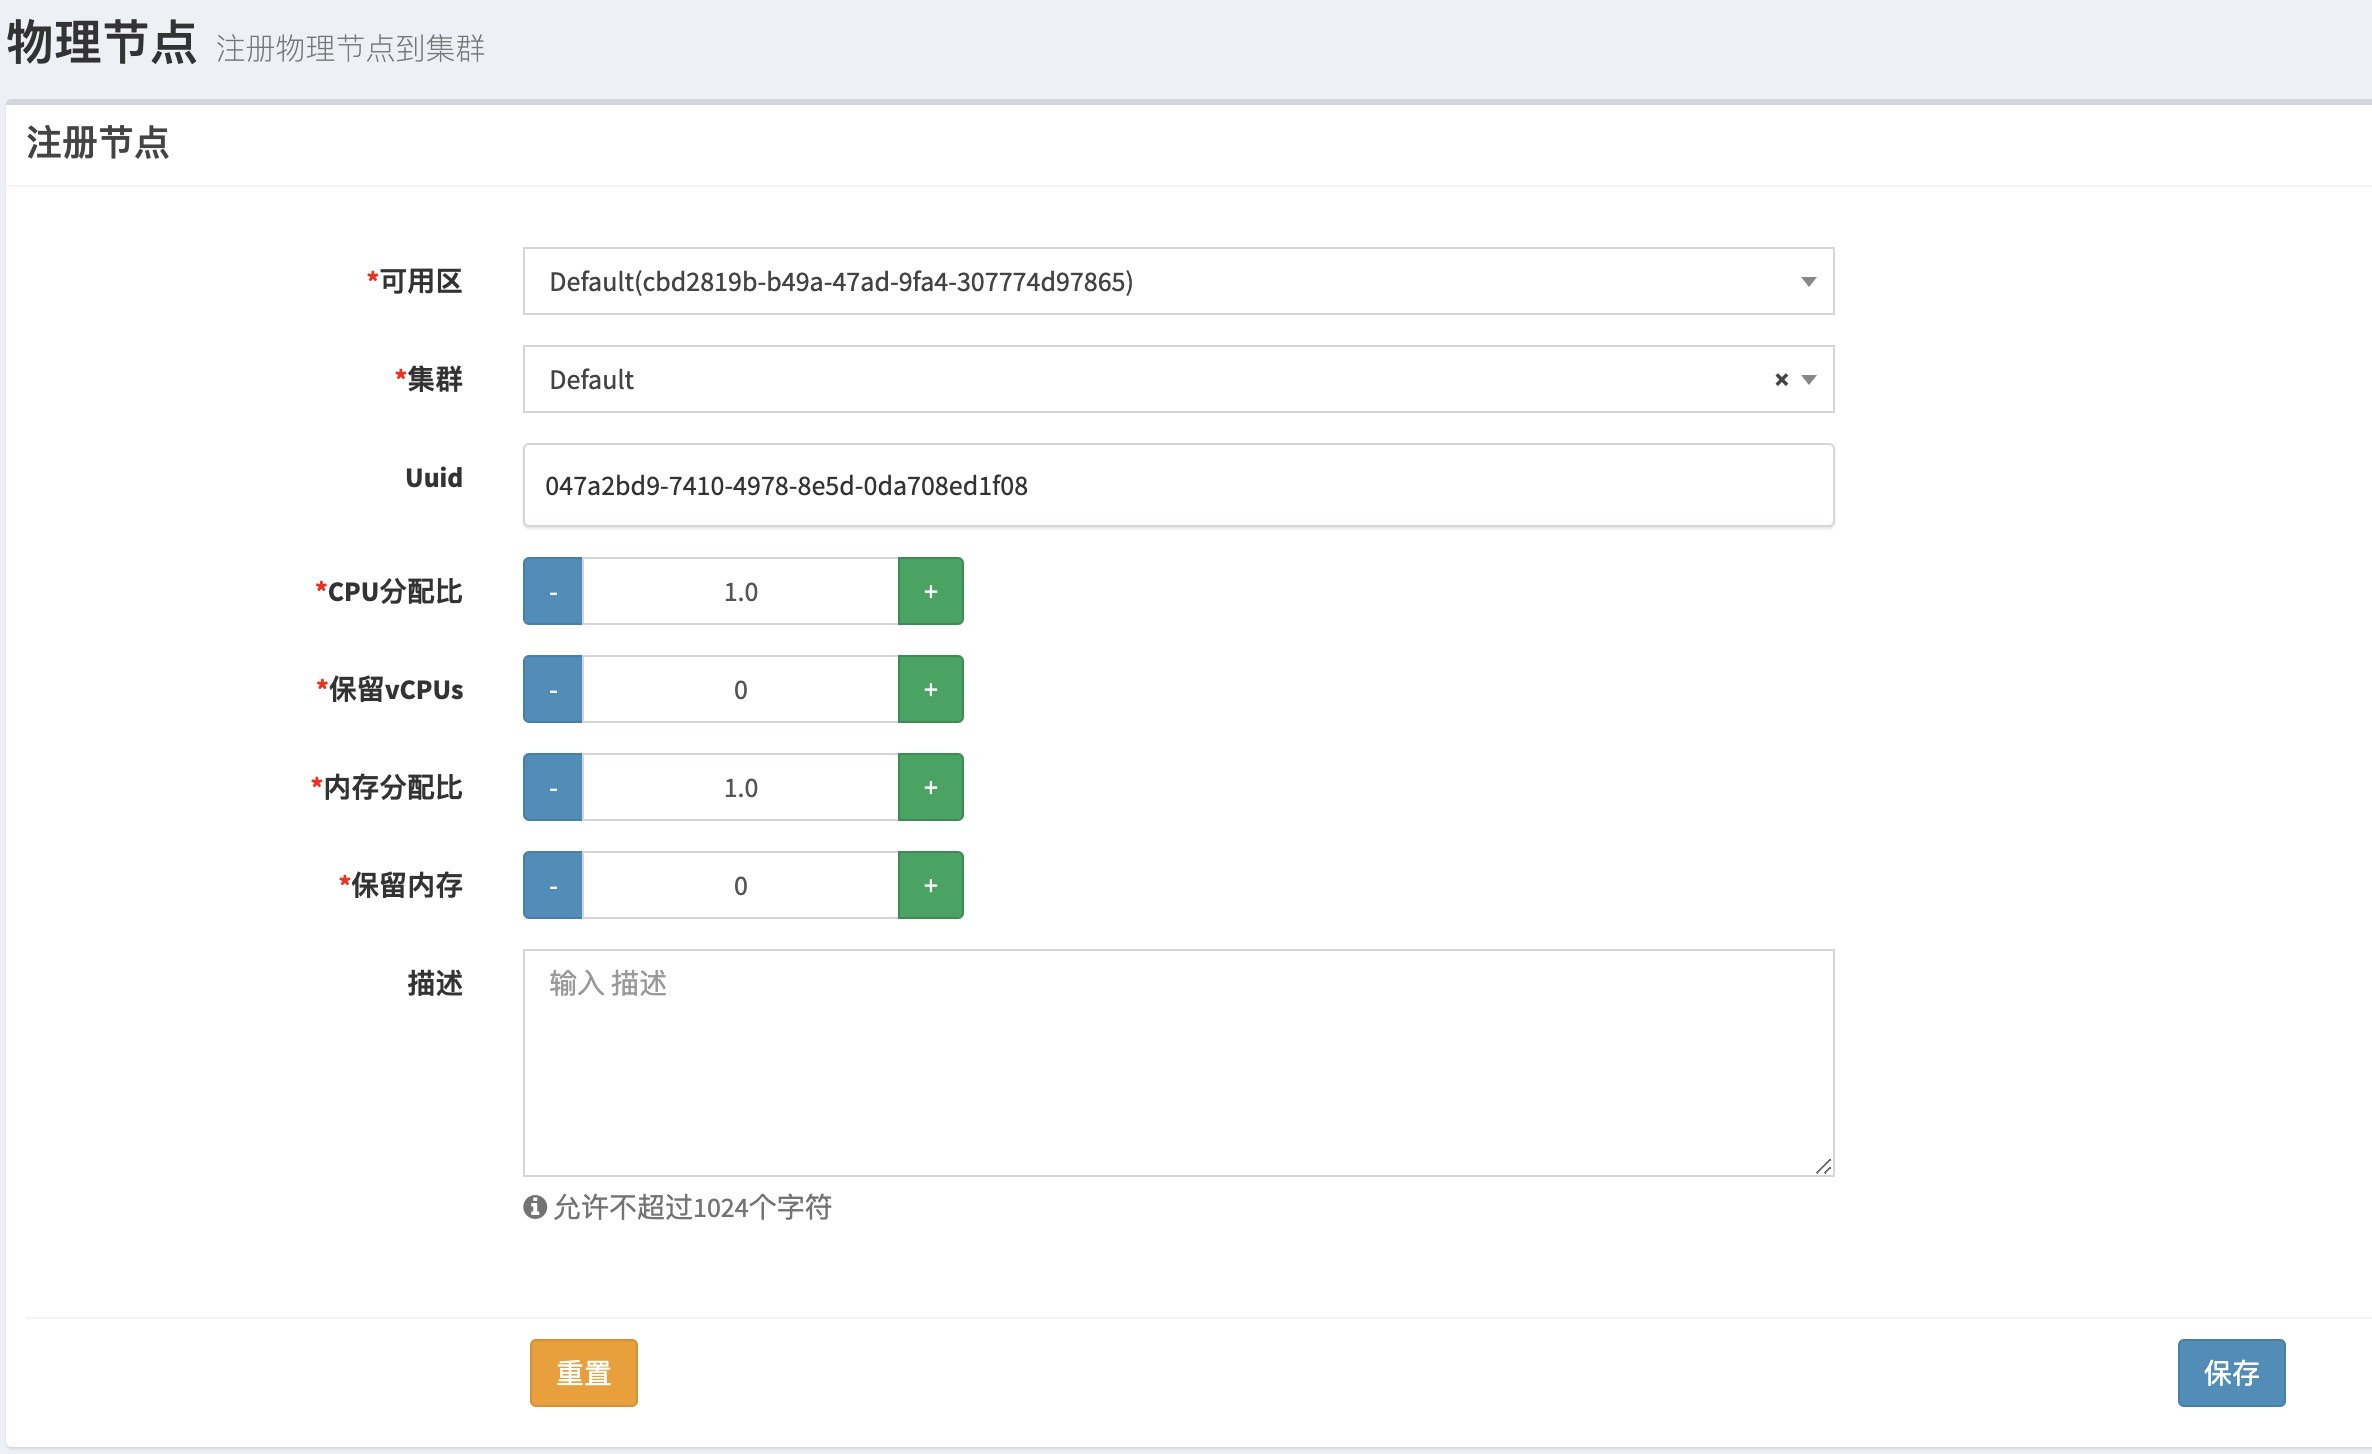 物理节点 注册物理节点到集群
注册节点
*可用区 Default(cbd2819b-b49a-47ad-9fa4-307774d97865)
*集群 Default ×
Uuid 047a2bd9-7410-4978-8e5d-0da708ed1f08
*CPU分配比 - 1.0 +
*保留vCPUs - 0 +
*内存分配比 - 1.0 +
*保留内存 - 0 +
描述 输入 描述
允许不超过1024个字符
重置 保存